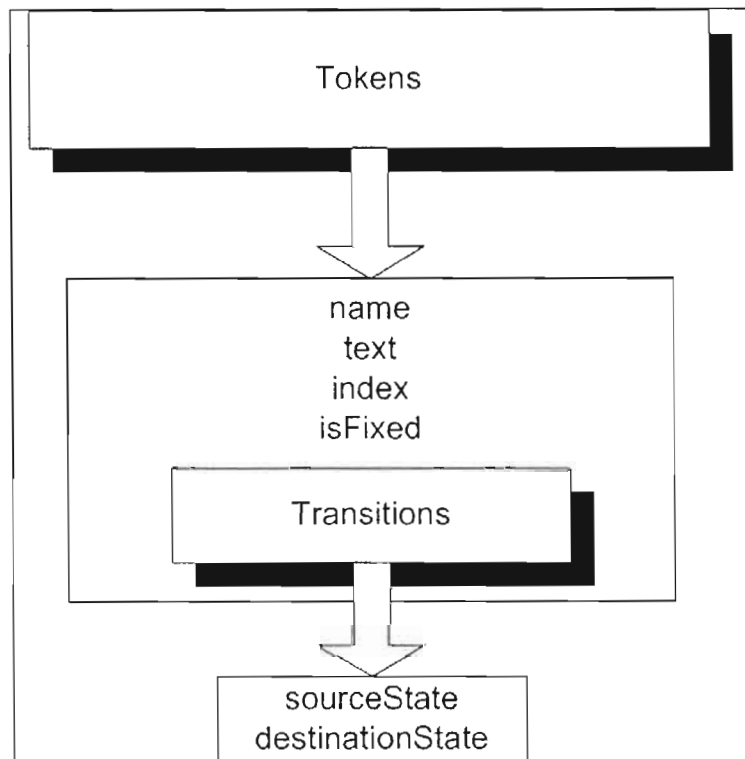 Tokens
name
text
index
isFixed
Transitions
sourceState
destinationState